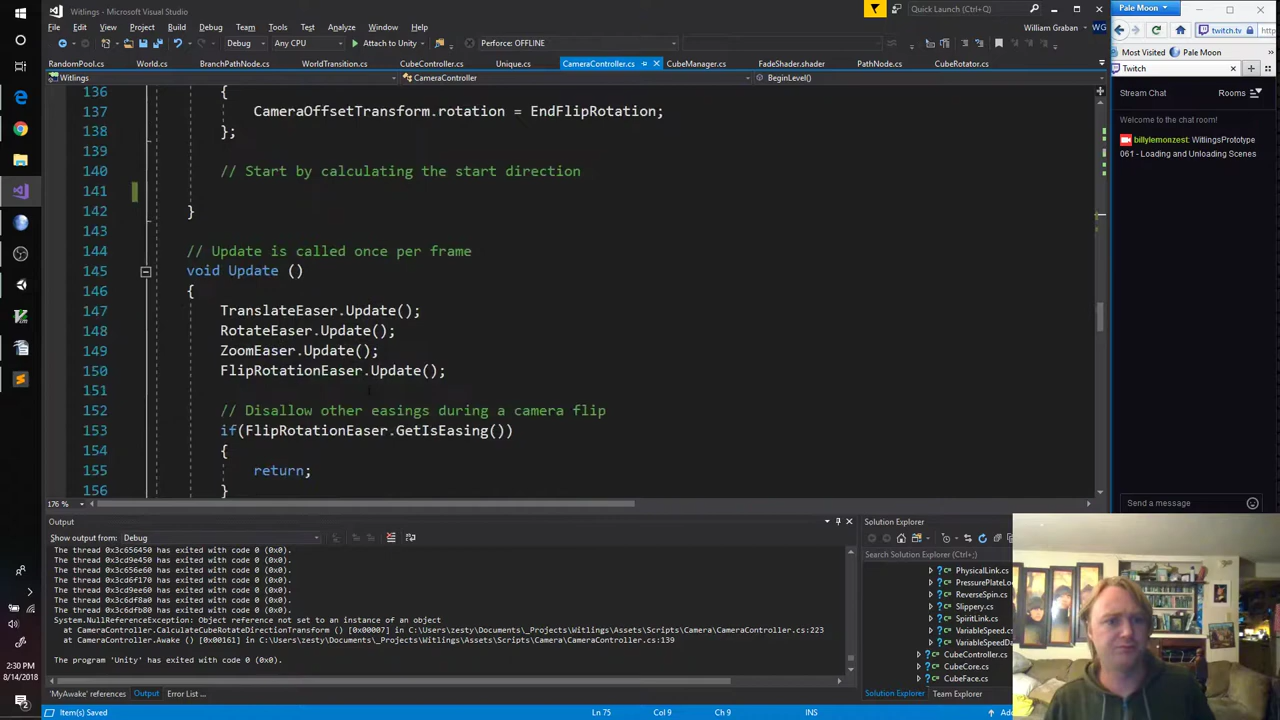 Witlings - Microsoft Visual Studio
Quick Launch (Ctrl+Q)
Pale Moon
File Edit View Project Build Debug Team Tools Test Analyze Window Help
William Graban WG
twitch.tv
Debug Any CPU Attach to Unity Perform: OFFLINE
Most Visited Pale Moon
RandomPool.cs World.cs BranchPathNode.cs WorldTransition.cs CubeController.cs Unique.cs CameraController.cs CubeManager.cs FadeShader.shader PathNode.cs CubeRotator.cs
Twitch
Witlings CameraController BeginLevel()
Stream Chat Rooms
Welcome to the chat room!
billylemonzest: WitlingsPrototype
061 - Loading and Unloading Scenes
136 {
137 CameraOffsetTransform.rotation = EndFlipRotation;
138 };
139
140 // Start by calculating the start direction
141
142 }
143
144 // Update is called once per frame
145 void Update ()
146 {
147 TranslateEaser.Update();
148 RotateEaser.Update();
149 ZoomEaser.Update();
150 FlipRotationEaser.Update();
151
152 // Disallow other easings during a camera flip
153 if(FlipRotationEaser.GetIsEasing())
154 {
155 return;
156 }
176 %
Send a message
Output
Show output from: Debug
The thread 0x3c656450 has exited with code 0 (0x0).
The thread 0x3cd9e450 has exited with code 0 (0x0).
The thread 0x3c656e60 has exited with code 0 (0x0).
The thread 0x3c6df170 has exited with code 0 (0x0).
The thread 0x3cd9ee60 has exited with code 0 (0x0).
The thread 0x3c6df8a0 has exited with code 0 (0x0).
The thread 0x3c6dfb80 has exited with code 0 (0x0).
System.NullReferenceException: Object reference not set to an instance of an object
at CameraController.CalculateCubeRotateDirectionTransform () [0x00007] in C:\Users\zesty\Documents\_Projects\Witlings\Assets\Scripts\Camera\CameraController.cs:223
at CameraController.Awake () [0x00161] in C:\Users\zesty\Documents\_Projects\Witlings\Assets\Scripts\Camera\CameraController.cs:139
The program 'Unity' has exited with code 0 (0x0).
Solution Explorer
Search Solution Explorer (Ctrl+;)
PhysicalLink.cs
PressurePlateLo
ReverseSpin.cs
Slippery.cs
SpiritLink.cs
VariableSpeed.c
VariableSpeedDa
CubeController.cs
CubeCore.cs
CubeFace.cs
'MyAwake' references Output Error List ...
Solution Explorer Team Explorer
Item(s) Saved Ln 75 Col 9 Ch 9 INS
2:30 PM
8/14/2018